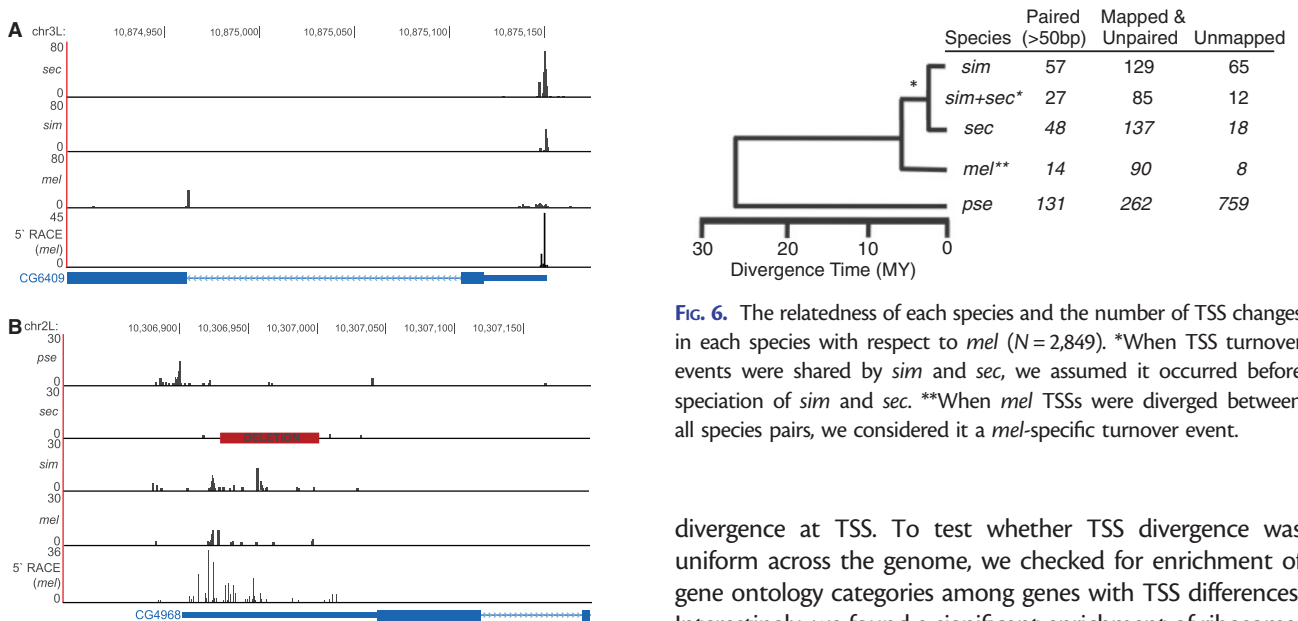 A chr3L: 10,874,950 10,875,000 10,875,050 10,875,100 10,875,150
80
sec
0
80
sim
0
80
mel
0
45
5` RACE
(mel)
0
CG6409
B chr2L: 10,306,900 10,306,950 10,307,000 10,307,050 10,307,100 10,307,150
30
pse
0
30
sec
DELETION
0
30
sim
0
30
mel
0
36
5` RACE
(mel)
0
CG4968
Paired Mapped &
Species (>50bp) Unpaired Unmapped
sim 57 129 65
* sim+sec* 27 85 12
sec 48 137 18
mel** 14 90 8
pse 131 262 759
30 20 10 0
Divergence Time (MY)
FIG. 6. The relatedness of each species and the number of TSS changes
in each species with respect to mel (N = 2,849). *When TSS turnover
events were shared by sim and sec, we assumed it occurred before
speciation of sim and sec. **When mel TSSs were diverged between
all species pairs, we considered it a mel-specific turnover event.
divergence at TSS. To test whether TSS divergence was
uniform across the genome, we checked for enrichment of
gene ontology categories among genes with TSS differences